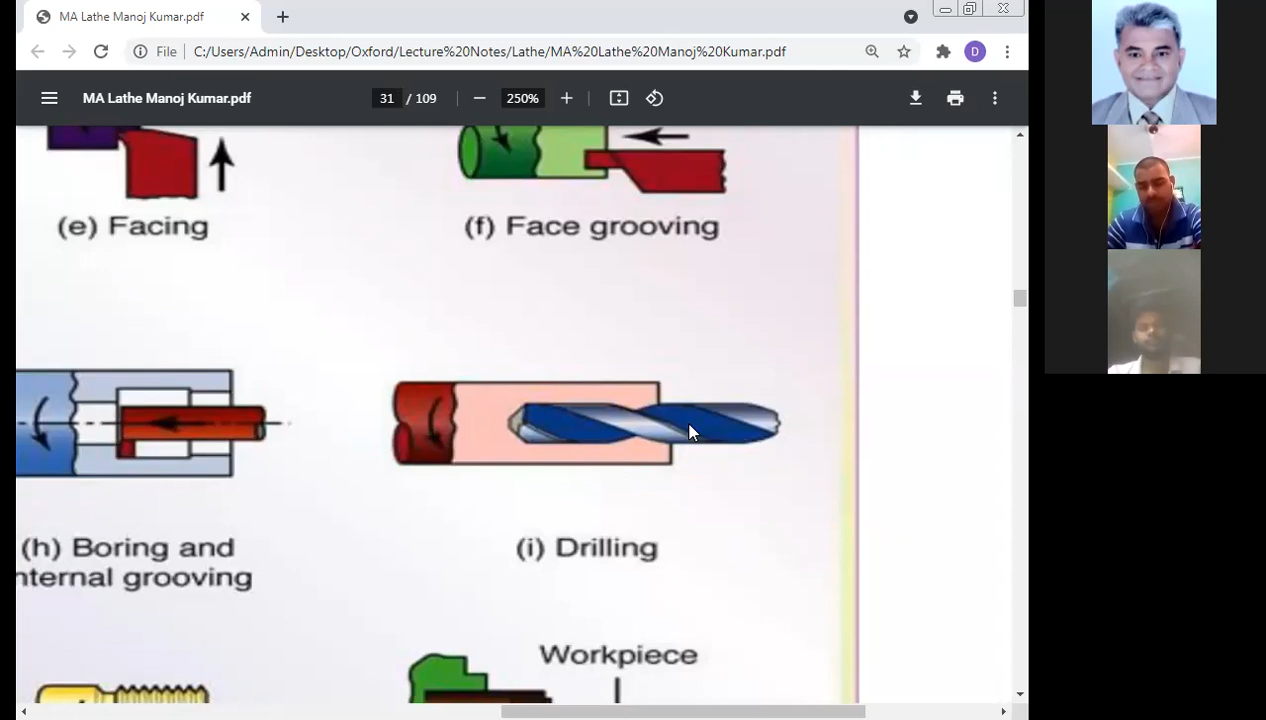 MA Lathe Manoj Kumar.pdf
File C:/Users/Admin/Desktop/Oxford/Lecture%20Notes/Lathe/MA%20Lathe%20Manoj%20Kumar.pdf
D
MA Lathe Manoj Kumar.pdf
31 / 109
250%
(e) Facing
(f) Face grooving
(h) Boring and
nternal grooving
(i) Drilling
Workpiece